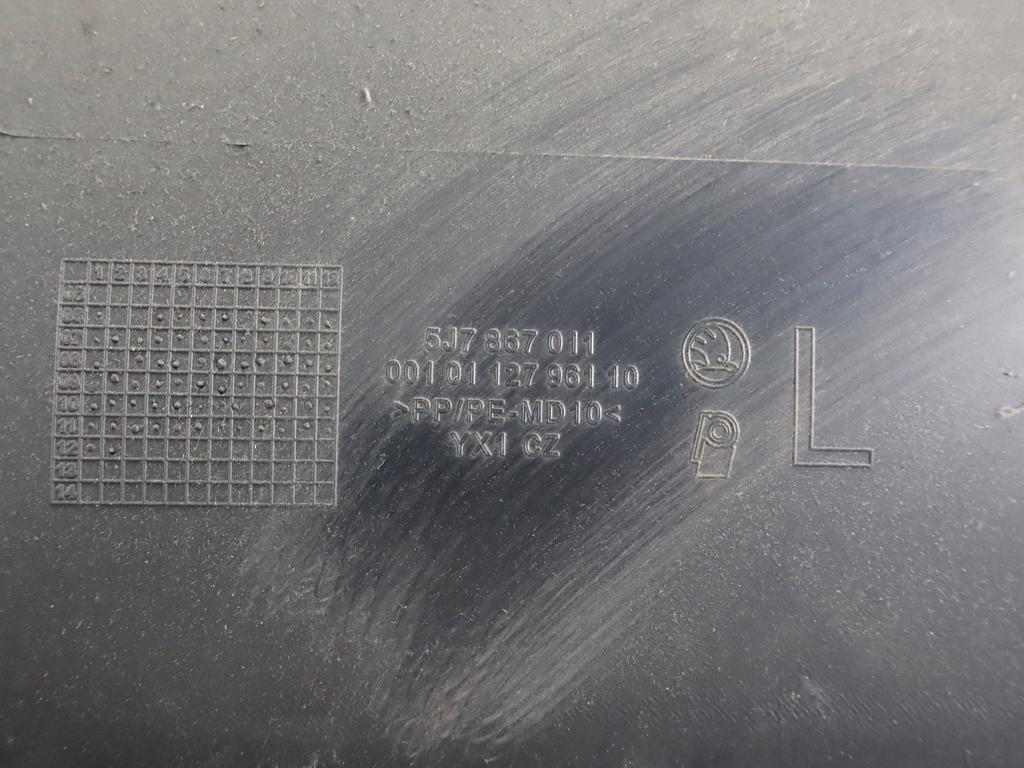 5J7 867 011
001 01 127 961 10
>PP/PE-MD10<
YX1 CZ
L